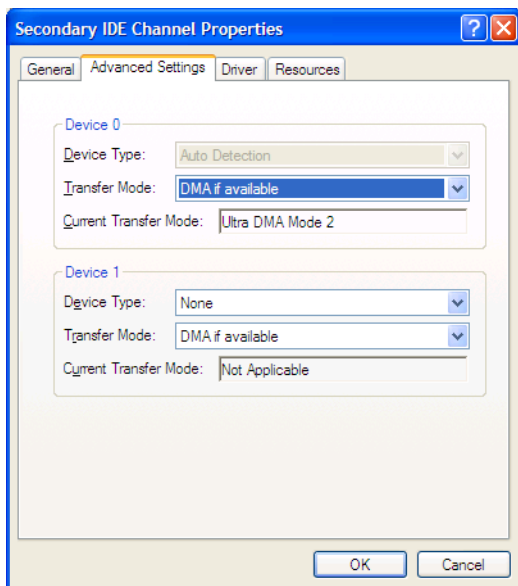 Secondary IDE Channel Properties
General Advanced Settings Driver Resources
Device 0
Device Type: Auto Detection
Transfer Mode: DMA if available
Current Transfer Mode: Ultra DMA Mode 2
Device 1
Device Type: None
Transfer Mode: DMA if available
Current Transfer Mode: Not Applicable
OK Cancel